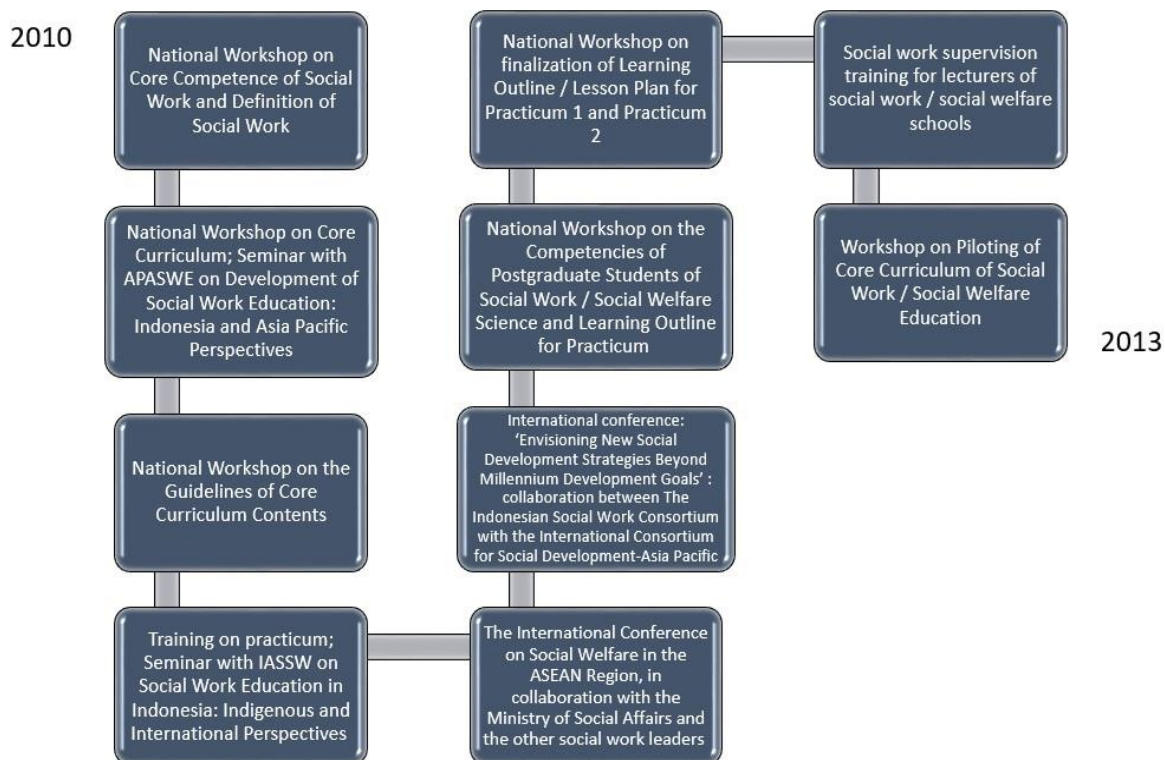 2010
National Workshop on
Core Competence of Social
Work and Definition of
Social Work
National Workshop on Core
Curriculum; Seminar with
APASWE on Development of
Social Work Education:
Indonesia and Asia Pacific
Perspectives
National Workshop on the
Guidelines of Core
Curriculum Contents
Training on practicum;
Seminar with IASSW on
Social Work Education in
Indonesia: Indigenous and
International Perspectives
The International Conference
on Social Welfare in the
ASEAN Region, in
collaboration with the
Ministry of Social Affairs and
the other social work leaders
International conference:
‘Envisioning New Social
Development Strategies Beyond
Millennium Development Goals’ :
collaboration between The
Indonesian Social Work Consortium
with the International Consortium
for Social Development-Asia Pacific
National Workshop on the
Competencies of
Postgraduate Students of
Social Work / Social Welfare
Science and Learning Outline
for Practicum
National Workshop on
finalization of Learning
Outline / Lesson Plan for
Practicum 1 and Practicum
2
Social work supervision
training for lecturers of
social work / social welfare
schools
Workshop on Piloting of
Core Curriculum of Social
Work / Social Welfare
Education
2013